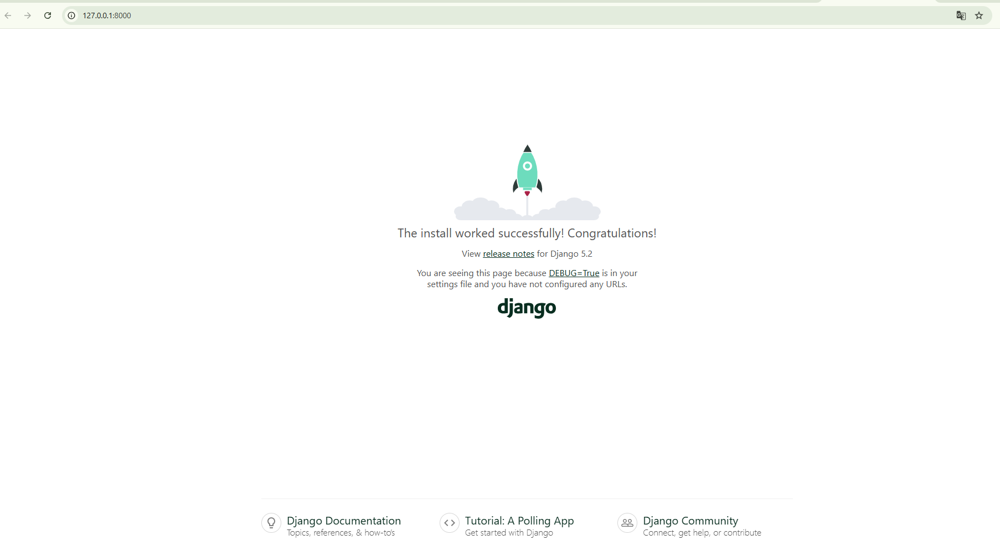 127.0.0.1:8000
The install worked successfully! Congratulations!
View release notes for Django 5.2
You are seeing this page because DEBUG=True is in your
settings file and you have not configured any URLs.
django
Django Documentation
Topics, references, & how-to’s
Tutorial: A Polling App
Get started with Django
Django Community
Connect, get help, or contribute